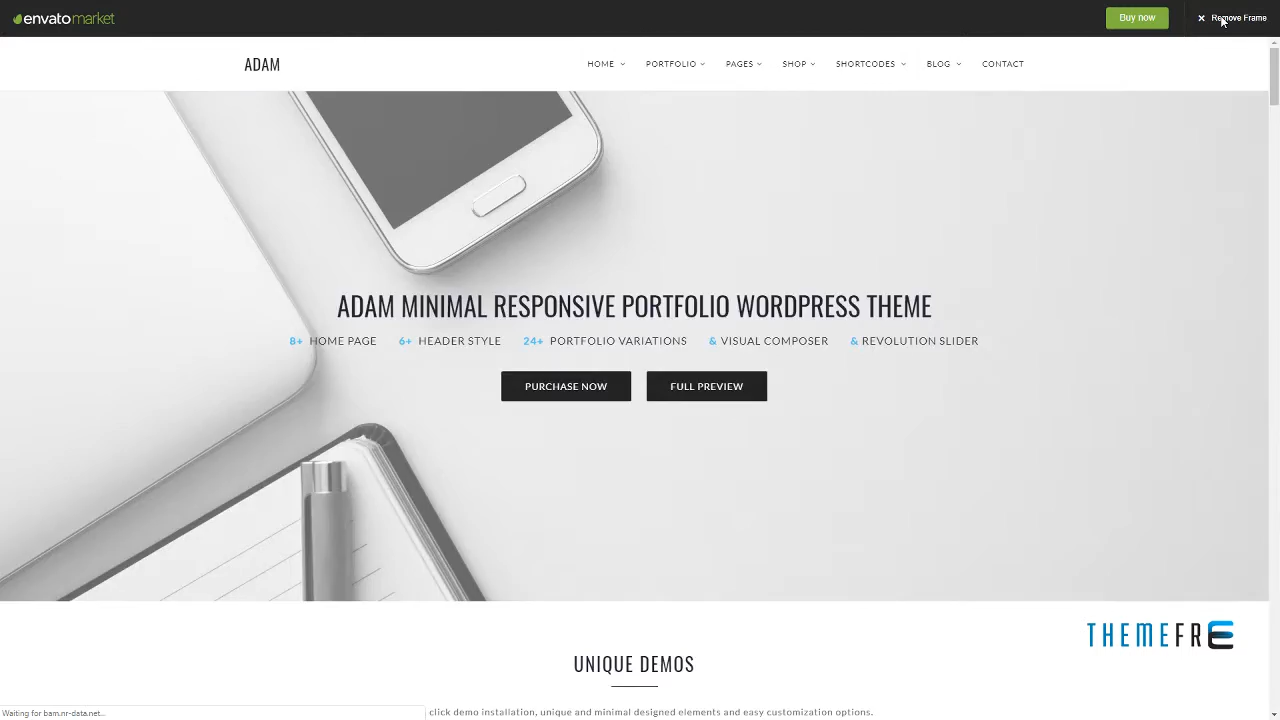 envato market
Buy now
✕ Remove Frame
ADAM
HOME PORTFOLIO PAGES SHOP SHORTCODES BLOG CONTACT
ADAM MINIMAL RESPONSIVE PORTFOLIO WORDPRESS THEME
8+ HOME PAGE 6+ HEADER STYLE 24+ PORTFOLIO VARIATIONS & VISUAL COMPOSER & REVOLUTION SLIDER
PURCHASE NOW FULL PREVIEW
THEMEFRE
UNIQUE DEMOS
click demo installation, unique and minimal designed elements and easy customization options.
Waiting for bam.nr-data.net...